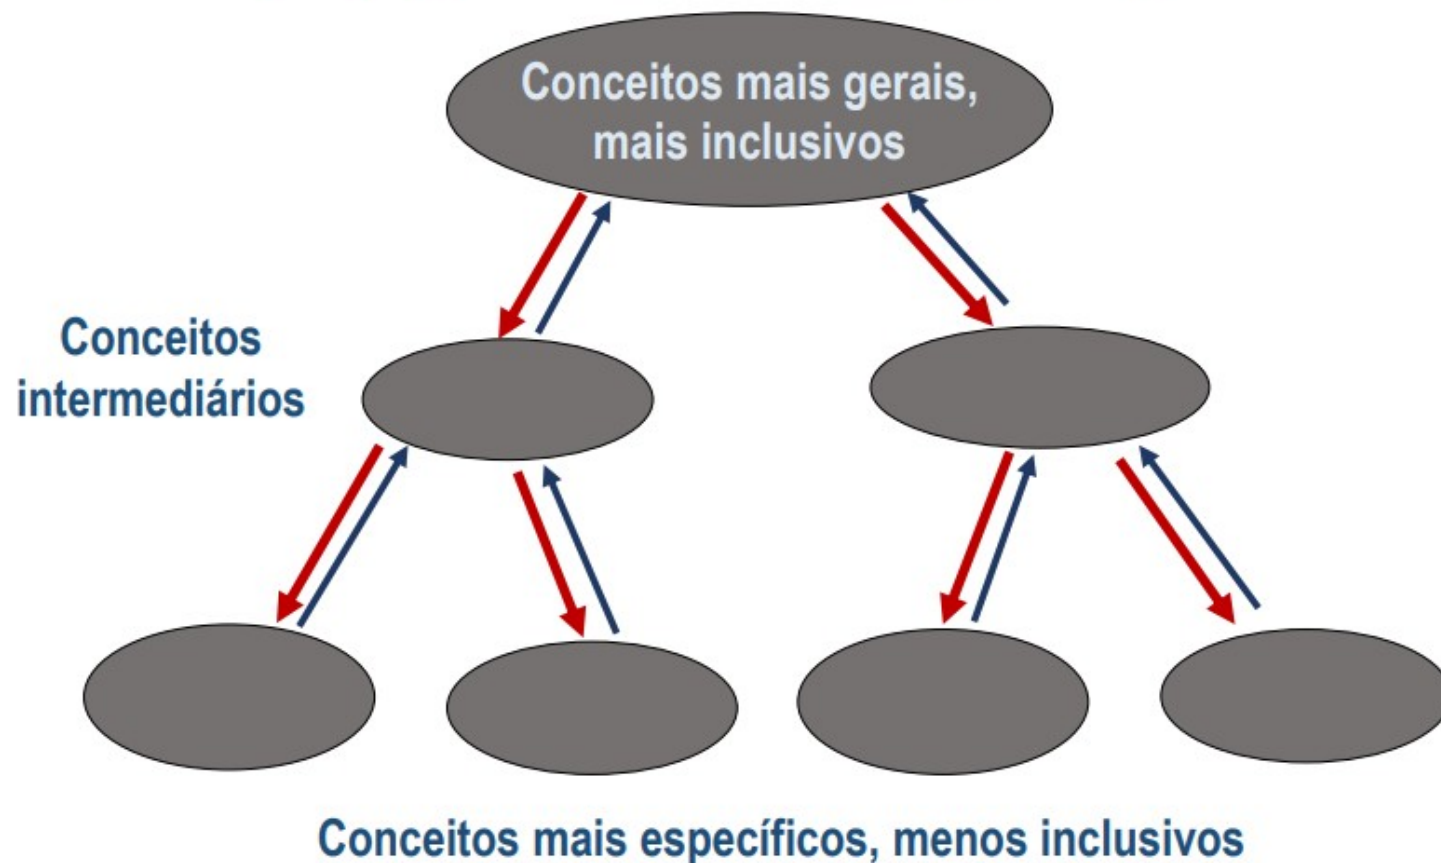 Conceitos mais gerais,
mais inclusivos
Conceitos
intermediários
Conceitos mais específicos, menos inclusivos